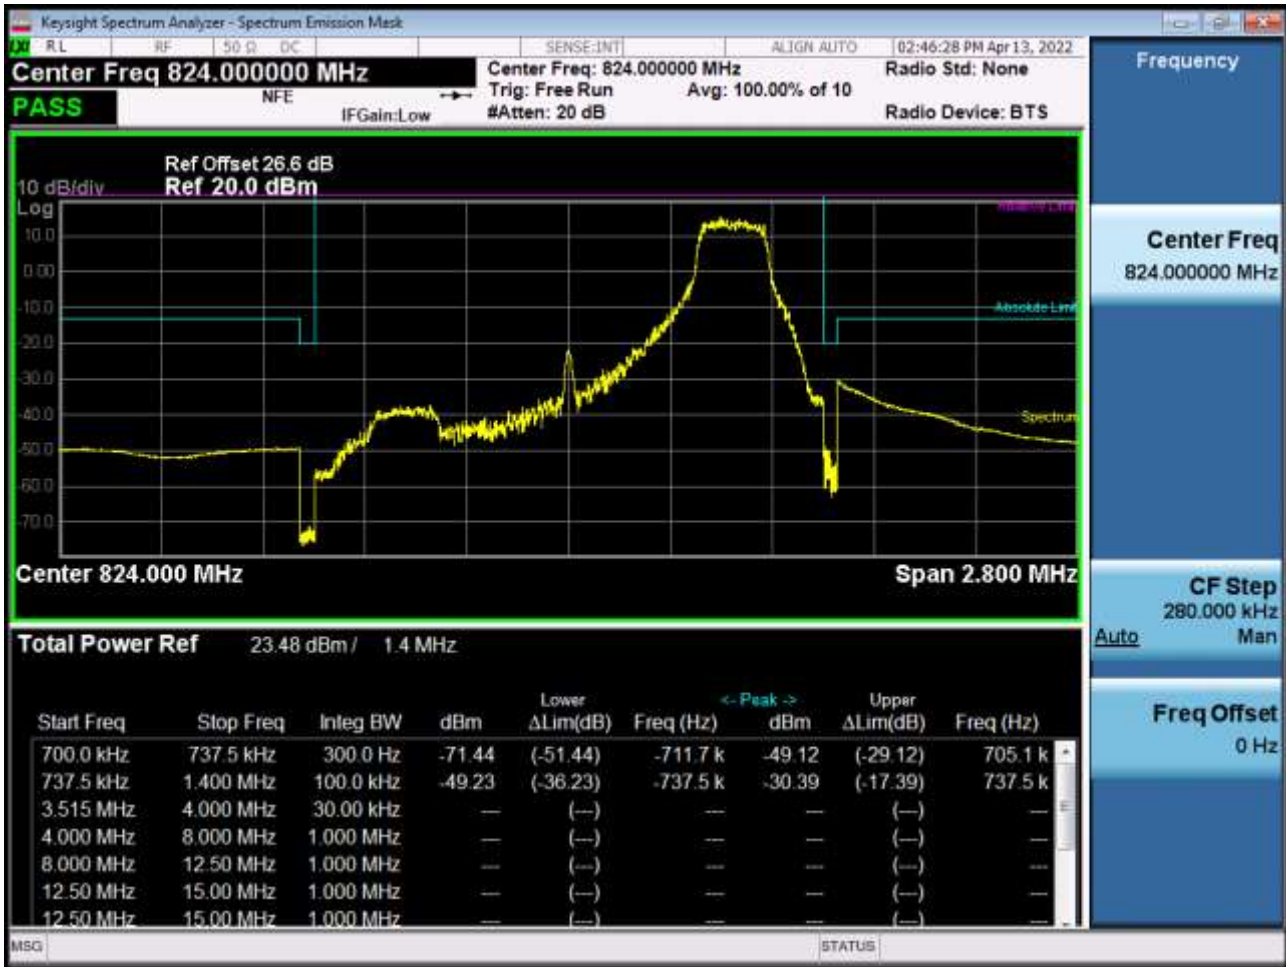 Keysight Spectrum Analyzer - Spectrum Emission Mask
LXI RL RF 50 Ω DC SENSE:INT ALIGN AUTO 02:46:28 PM Apr 13, 2022
Center Freq 824.000000 MHz
PASS
NFE
IFGain:Low
Center Freq: 824.000000 MHz
Trig: Free Run Avg: 100.00% of 10
#Atten: 20 dB
Radio Std: None
Radio Device: BTS
Ref Offset 26.6 dB
10 dB/div Ref 20.0 dBm
Log
Relative Limit
10.0
0.00
-10.0
Absolute Limit
-20.0
-30.0
-40.0
Spectrum
-50.0
-60.0
-70.0
Center 824.000 MHz Span 2.800 MHz
Total Power Ref 23.48 dBm / 1.4 MHz
Lower <- Peak -> Upper
Start Freq Stop Freq Integ BW dBm ΔLim(dB) Freq (Hz) dBm ΔLim(dB) Freq (Hz)
700.0 kHz 737.5 kHz 300.0 Hz -71.44 (-51.44) -711.7 k -49.12 (-29.12) 705.1 k
737.5 kHz 1.400 MHz 100.0 kHz -49.23 (-36.23) -737.5 k -30.39 (-17.39) 737.5 k
3.515 MHz 4.000 MHz 30.00 kHz --- (---) --- --- (---) ---
4.000 MHz 8.000 MHz 1.000 MHz --- (---) --- --- (---) ---
8.000 MHz 12.50 MHz 1.000 MHz --- (---) --- --- (---) ---
12.50 MHz 15.00 MHz 1.000 MHz --- (---) --- --- (---) ---
12.50 MHz 15.00 MHz 1.000 MHz --- (---) --- --- (---) ---
MSG STATUS
Frequency
Center Freq
824.000000 MHz
CF Step
280.000 kHz
Auto Man
Freq Offset
0 Hz